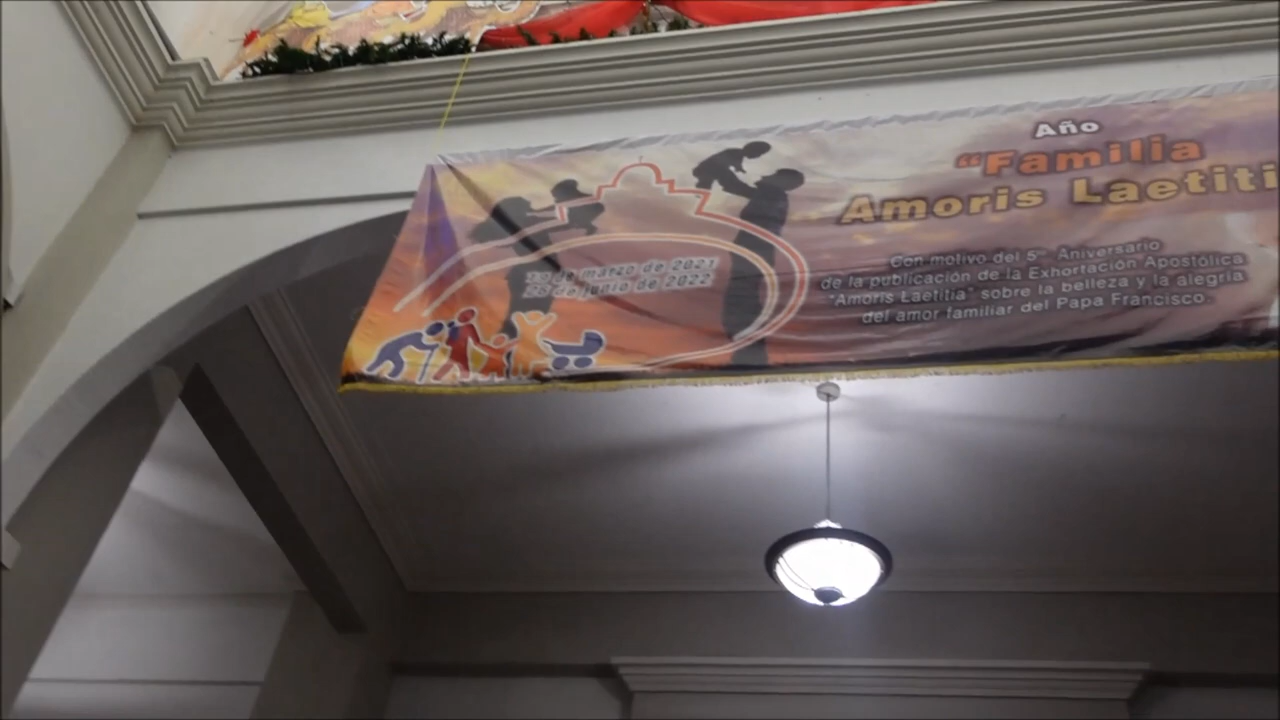 Año
“Familia
Amoris Laetiti
Con motivo del 5to Aniversario
de la publicación de la Exhortación Apostólica
“Amoris Laetitia” sobre la belleza y la alegría
del amor familiar del Papa Francisco
19 de marzo de 2021
26 de junio de 2022